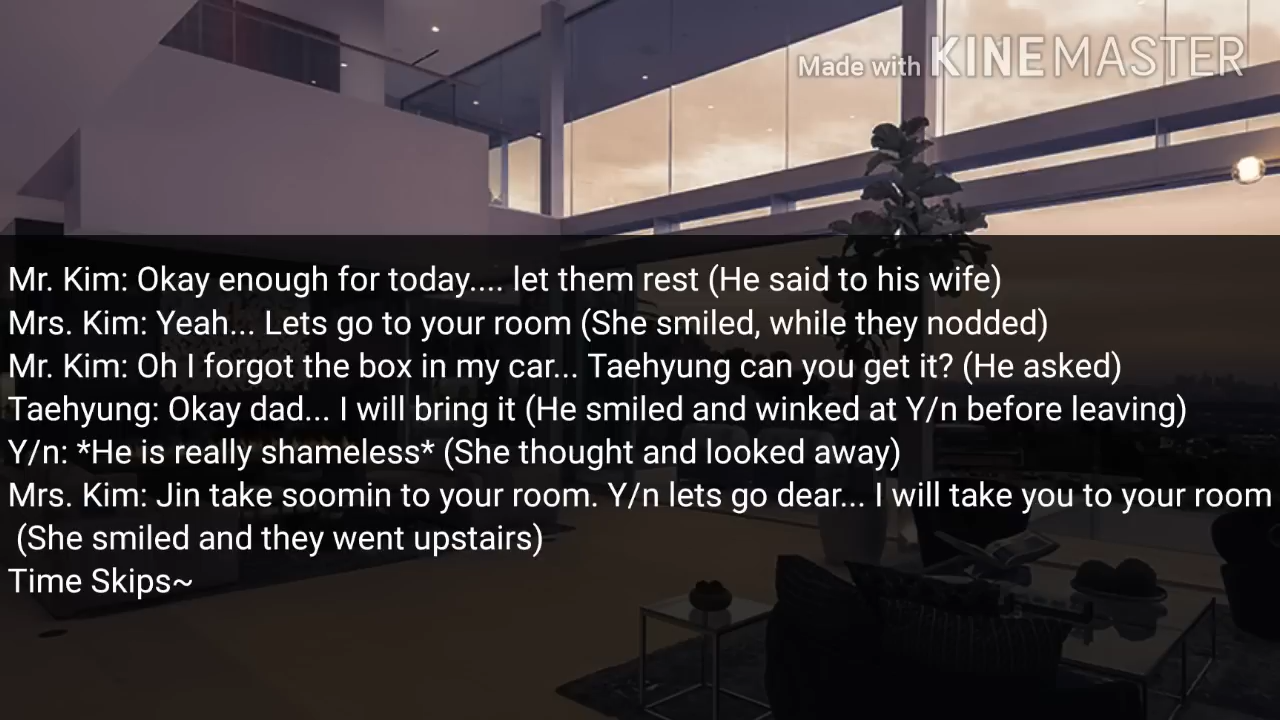 Made with KINEMASTER
Mr. Kim: Okay enough for today.... let them rest (He said to his wife)
Mrs. Kim: Yeah... Lets go to your room (She smiled, while they nodded)
Mr. Kim: Oh I forgot the box in my car... Taehyung can you get it? (He asked)
Taehyung: Okay dad... I will bring it (He smiled and winked at Y/n before leaving)
Y/n: *He is really shameless* (She thought and looked away)
Mrs. Kim: Jin take soomin to your room. Y/n lets go dear... I will take you to your room
(She smiled and they went upstairs)
Time Skips~